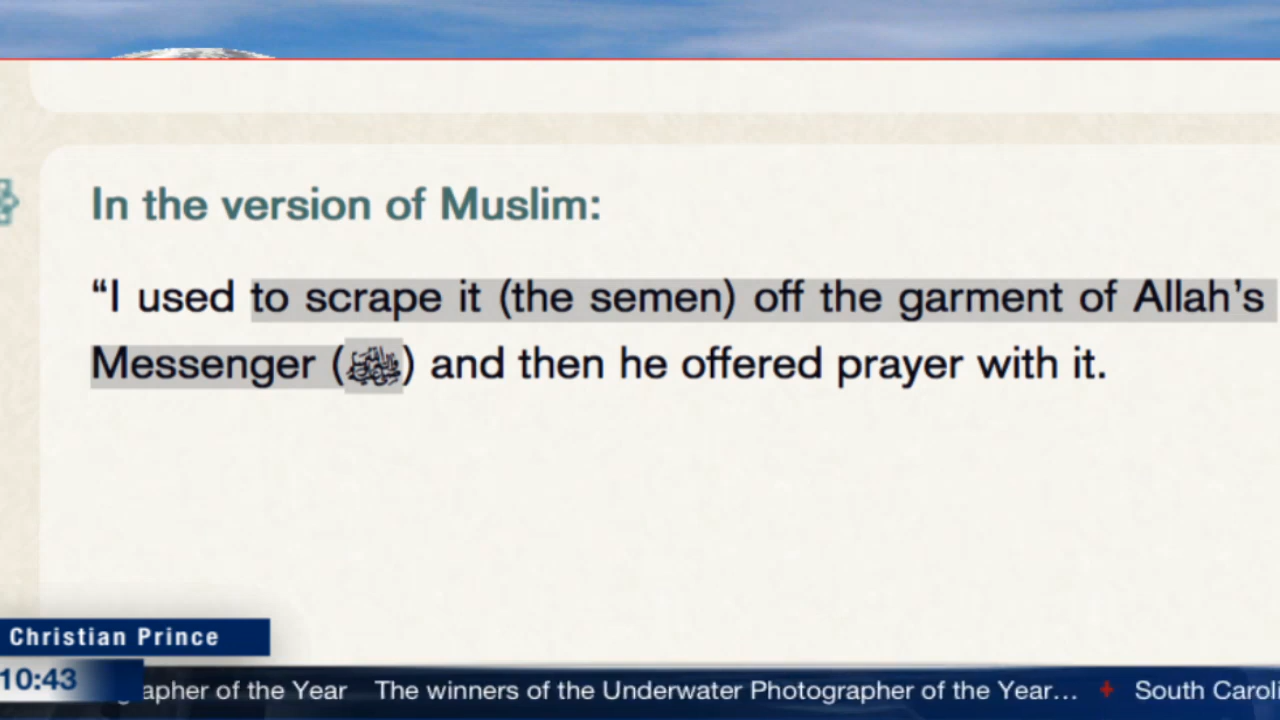 In the version of Muslim:
“I used to scrape it (the semen) off the garment of Allah’s
Messenger (ﷺ) and then he offered prayer with it.
Christian Prince
10:43
apher of the Year The winners of the Underwater Photographer of the Year… South Caroli